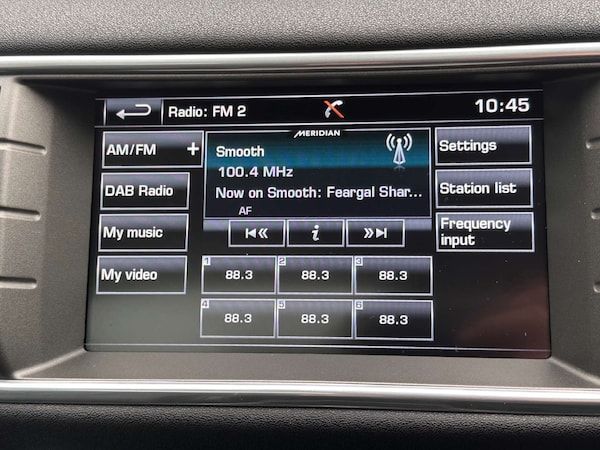 Radio: FM 2
10:45
AM/FM +
DAB Radio
My music
My video
MERIDIAN
Smooth
100.4 MHz
Now on Smooth: Feargal Shar...
AF
i
Settings
Station list
Frequency
input
1 88.3
2 88.3
3 88.3
4 88.3
5 88.3
6 88.3